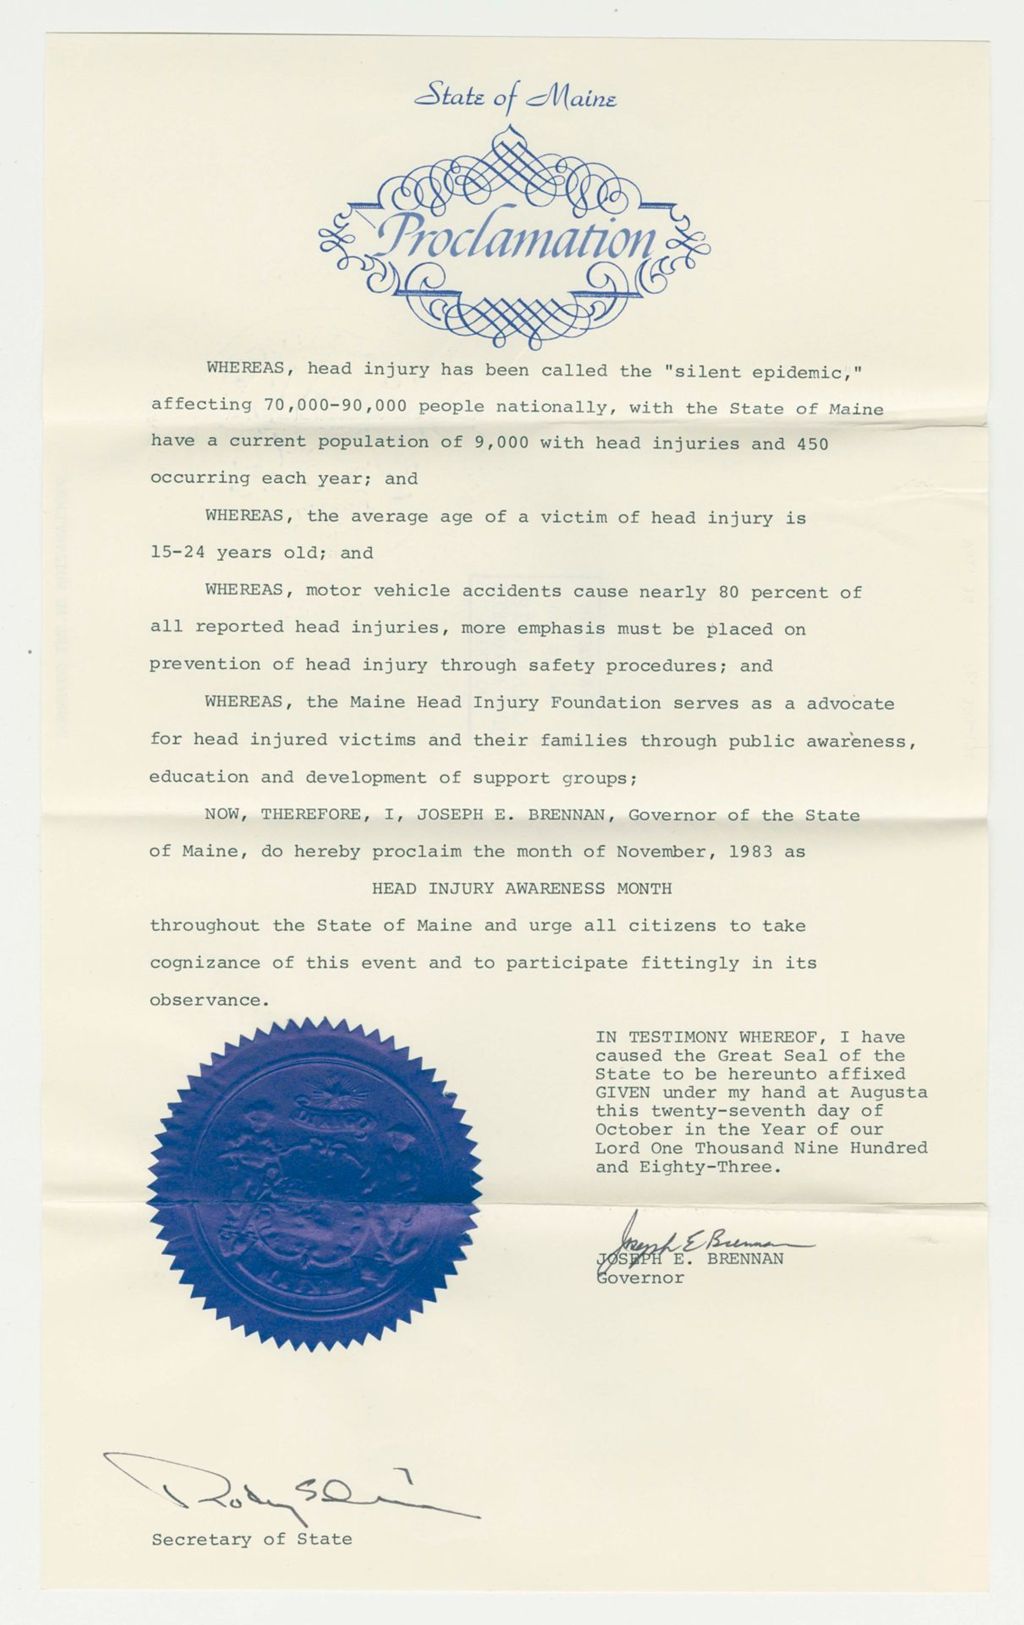 State of Maine
Proclamation
WHEREAS, head injury has been called the "silent epidemic,"
affecting 70,000-90,000 people nationally, with the State of Maine
have a current population of 9,000 with head injuries and 450
occurring each year; and
WHEREAS, the average age of a victim of head injury is
15-24 years old; and
WHEREAS, motor vehicle accidents cause nearly 80 percent of
all reported head injuries, more emphasis must be placed on
prevention of head injury through safety procedures; and
WHEREAS, the Maine Head Injury Foundation serves as a advocate
for head injured victims and their families through public awareness,
education and development of support groups;
NOW, THEREFORE, I, JOSEPH E. BRENNAN, Governor of the State
of Maine, do hereby proclaim the month of November, 1983 as
HEAD INJURY AWARENESS MONTH
throughout the State of Maine and urge all citizens to take
cognizance of this event and to participate fittingly in its
observance.
IN TESTIMONY WHEREOF, I have
caused the Great Seal of the
State to be hereunto affixed
GIVEN under my hand at Augusta
this twenty-seventh day of
October in the Year of our
Lord One Thousand Nine Hundred
and Eighty-Three.
Joseph E Brennan
JOSEPH E. BRENNAN
Governor
Secretary of State